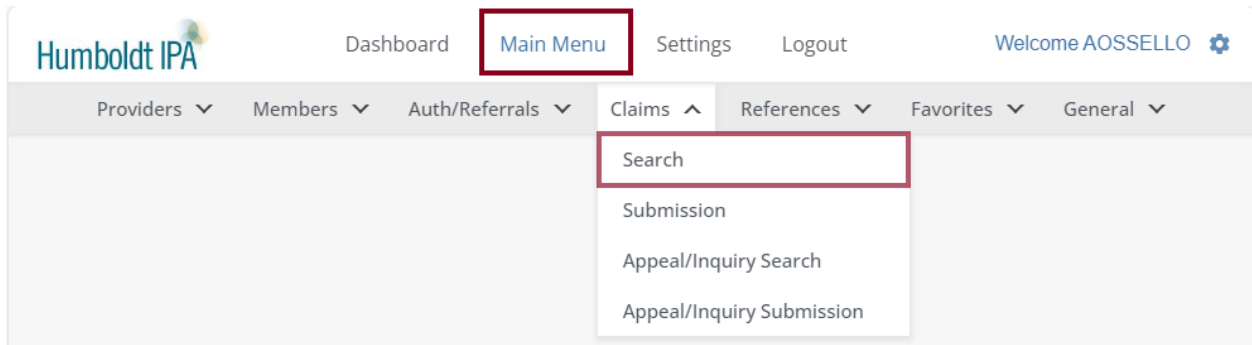 Humboldt IPA
Dashboard Main Menu Settings Logout Welcome AOSSELLO
Providers Members Auth/Referrals Claims References Favorites General
Search
Submission
Appeal/Inquiry Search
Appeal/Inquiry Submission